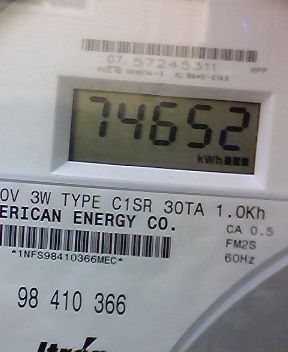 07 57245311
74652
kWh
0V 3W TYPE C1SR 30TA 1.0Kh
ERICAN ENERGY CO.
CA 0.5
FM2S
60Hz
*1NFS98410366MEC*
98 410 366
Itron